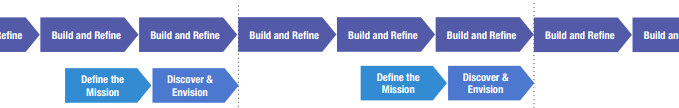 efine
Build and Refine
Build and Refine
Build and Refine
Build and Refine
Build and Refine
Build and Refine
Build an
Define the
Mission
Discover &
Envision
Define the
Mission
Discover &
Envision